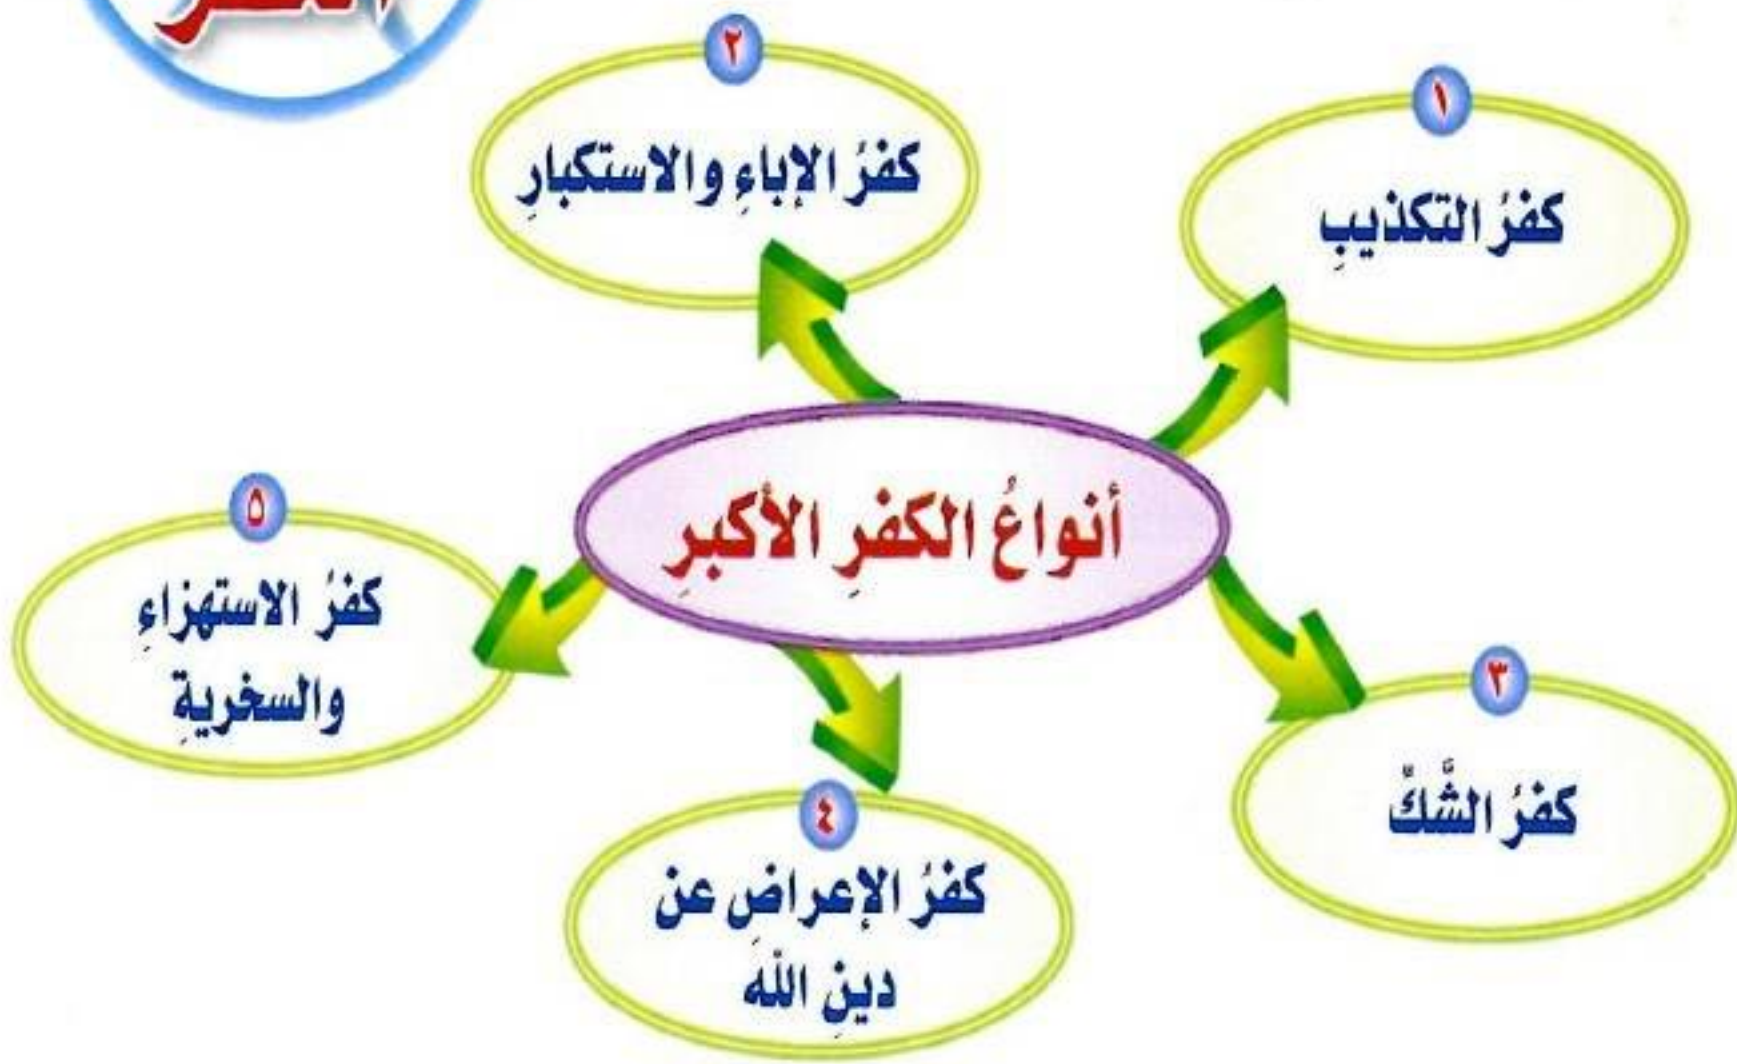 ١
كفرُ التكذيبِ
٢
كفرُ الإباءِ والاستكبارِ
أنواعُ الكفرِ الأكبرِ
٣
كفرُ الشَّكِّ
٤
كفرُ الإعراضِ عن
دينِ اللهَ
٥
كفرُ الاستهزاءِ
والسخريةِ